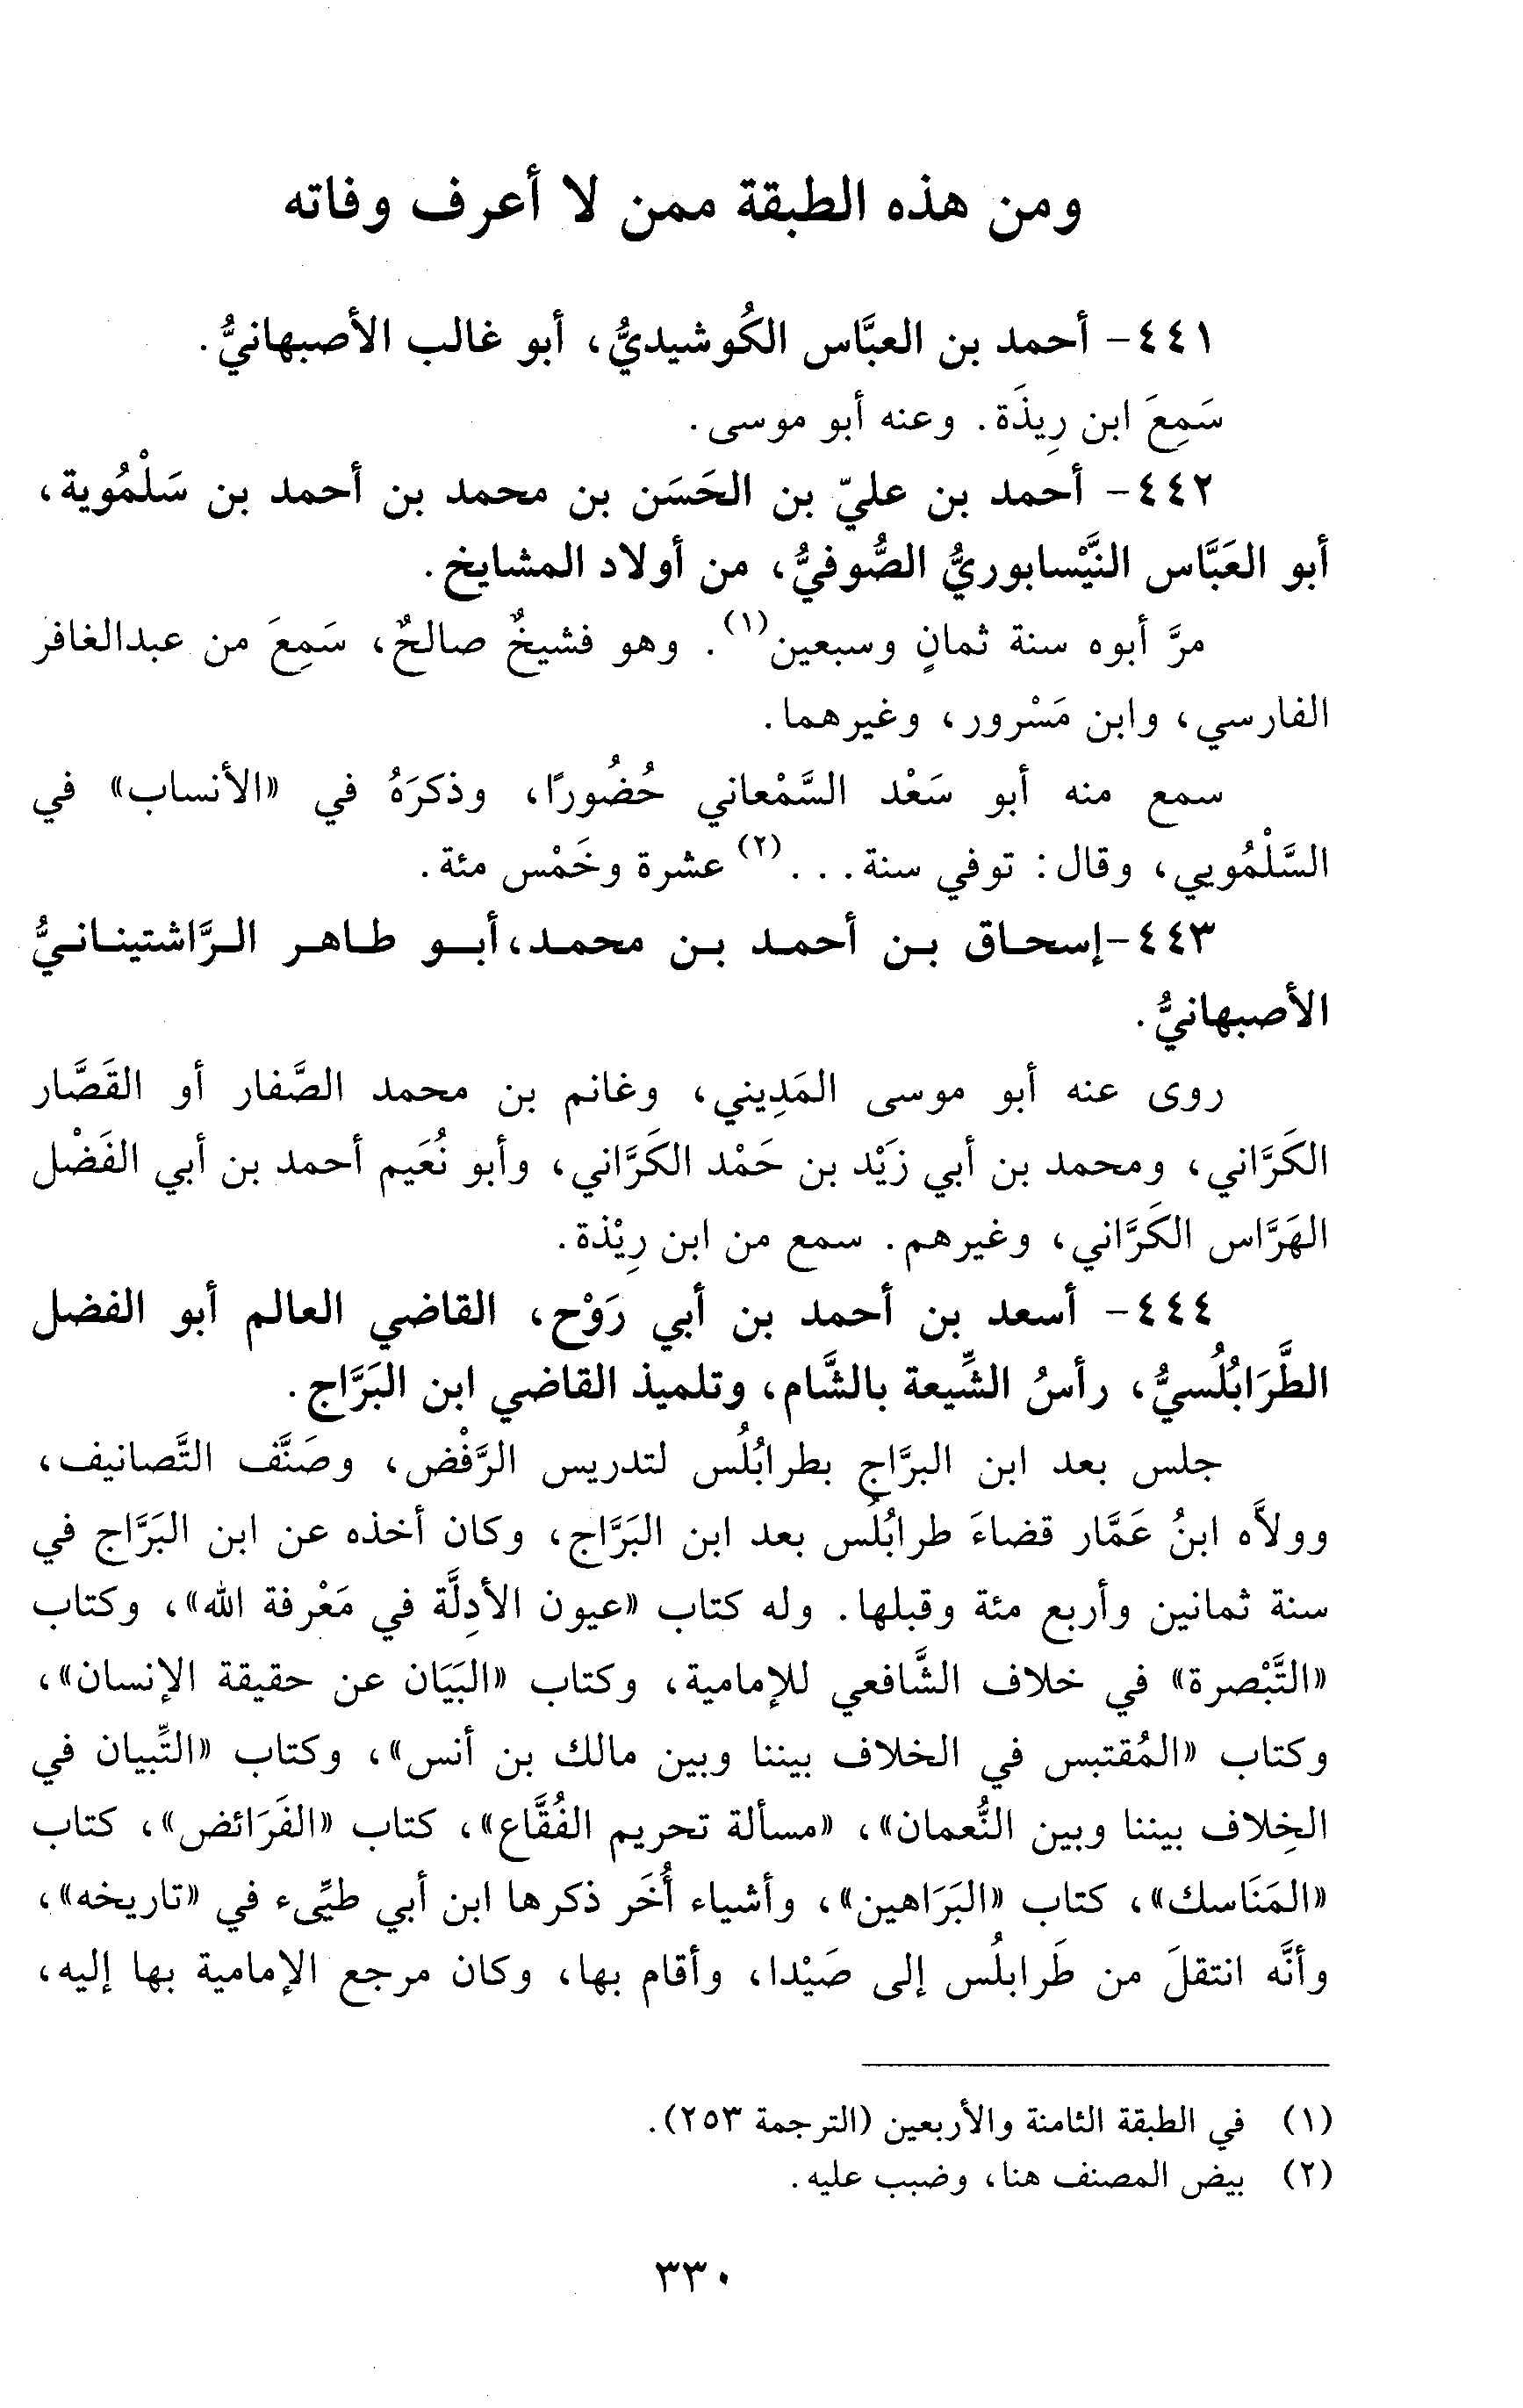 ومن هذه الطبقة ممن لا أعرف وفاته
٤٤١- أحمد بن العبَّاس الكُوشيديُّ، أبو غالب الأصبهانيُّ.
سَمِعَ ابن رِيذَة. وعنه أبو موسى.
٤٤٢- أحمد بن عليّ بن الحَسَن بن محمد بن أحمد بن سَلْمُوية،
أبو العَبَّاس النَّيْسابوريُّ الصُّوفيُّ، من أولاد المشايخ.
مرَّ أبوه سنة ثمانٍ وسبعين(١). وهو فشيخٌ صالحٌ، سَمِعَ من عبدالغافر
الفارسي، وابن مَسْرور، وغيرهما.
سمع منه أبو سَعْد السَّمْعاني حُضُورًا، وذكرَهُ في «الأنساب» في
السَّلْمُويي، وقال: توفي سنة. . .(٢) عشرة وخَمْس مئة.
٤٤٣-إسحاق بن أحمد بن محمد،أبو طاهر الرَّاشتينانيُّ
الأصبهانيُّ.
روى عنه أبو موسى المَدِيني، وغانم بن محمد الصَّفار أو القَصَّار
الكَرَّاني، ومحمد بن أبي زَيْد بن حَمْد الكَرَّاني، وأبو نُعَيم أحمد بن أبي الفَضْل
الهَرَّاس الكَرَّاني، وغيرهم. سمع من ابن رِيْذة.
٤٤٤- أسعد بن أحمد بن أبي رَوْح، القاضي العالم أبو الفضل
الطَّرَابُلُسيُّ، رأسُ الشِّيعة بالشَّام، وتلميذ القاضي ابن البَرَّاج.
جلس بعد ابن البرَّاج بطرابُلُس لتدريس الرَّفْض، وصَنَّف التَّصانيف،
وولاَّه ابنُ عَمَّار قضاءَ طرابُلُس بعد ابن البَرَّاج، وكان أخذه عن ابن البَرَّاج في
سنة ثمانين وأربع مئة وقبلها. وله كتاب «عيون الأدِلَّة في مَعْرفة الله»، وكتاب
«التَّبْصرة» في خلاف الشَّافعي للإمامية، وكتاب «البَيَان عن حقيقة الإنسان»،
وكتاب «المُقتبس في الخلاف بيننا وبين مالك بن أنس»، وكتاب «التِّبيان في
الخِلاف بيننا وبين النُّعمان»، «مسألة تحريم الفُقَّاع»، كتاب «الفَرَائض»، كتاب
«المَنَاسك»، كتاب «البَرَاهين»، وأشياء أُخَر ذكرها ابن أبي طيِّىء في «تاريخه»،
وأنَّه انتقلَ من طَرابلُس إلى صَيْدا، وأقام بها، وكان مرجع الإمامية بها إليه،
(١) في الطبقة الثامنة والأربعين (الترجمة ٢٥٣).
(٢) بيض المصنف هنا، وضبب عليه.
٣٣٠